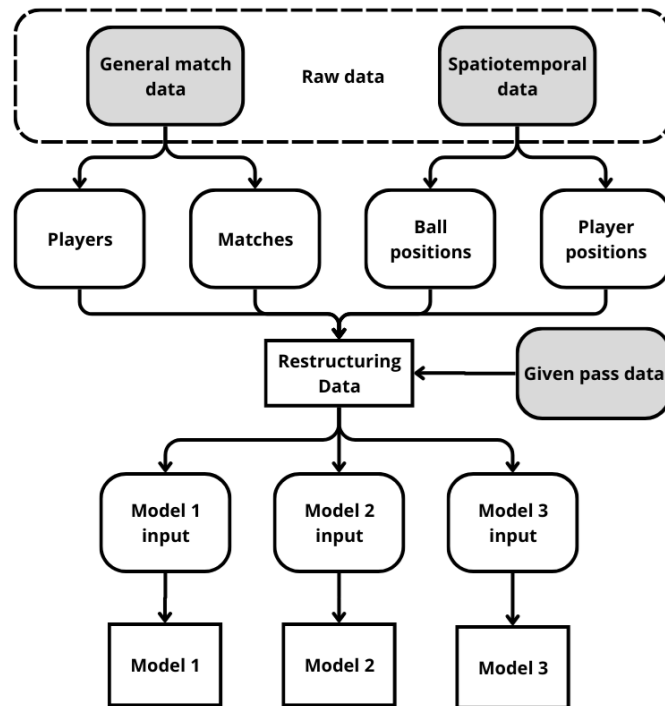 General match
data
Raw data
Spatiotemporal
data
Players
Matches
Ball
positions
Player
positions
Restructuring
Data
Given pass data
Model 1
input
Model 2
input
Model 3
input
Model 1
Model 2
Model 3